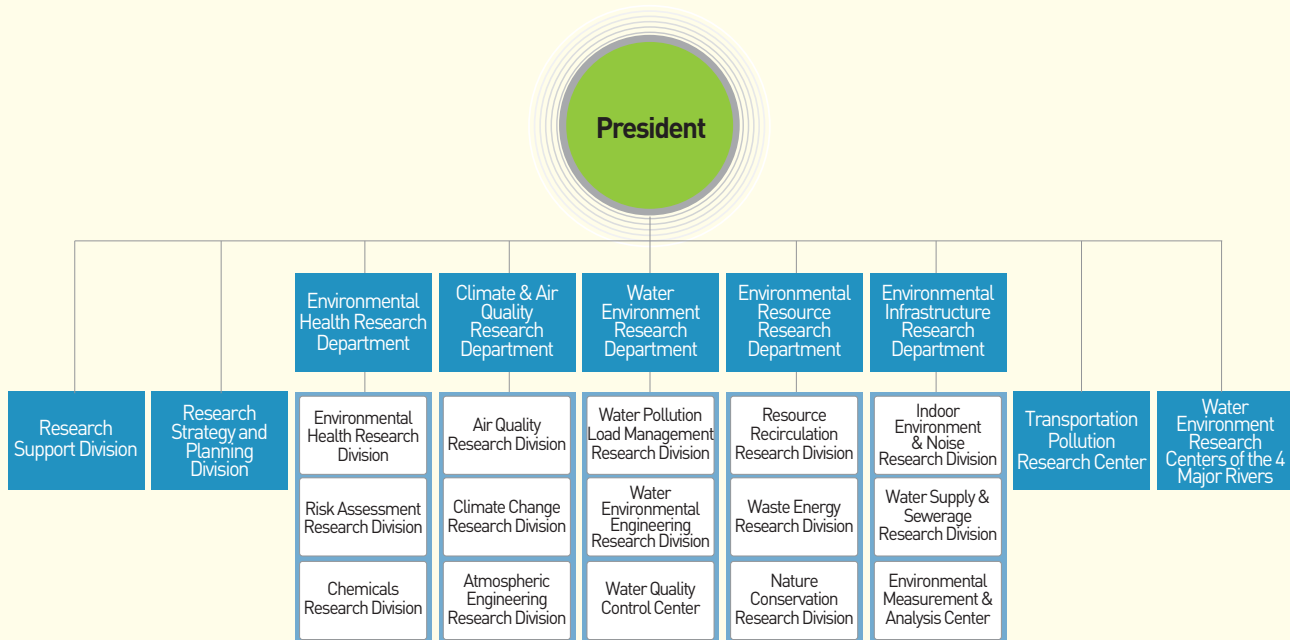 President
Environmental
Health Research
Department
Climate & Air
Quality
Research
Department
Water
Environment
Research
Department
Environmental
Resource
Research
Department
Environmental
Infrastructure
Research
Department
Research
Support Division
Research
Strategy and
Planning
Division
Environmental
Health Research
Division
Risk Assessment
Research Division
Chemicals
Research Division
Air Quality
Research Division
Climate Change
Research Division
Atmospheric
Engineering
Research Division
Water Pollution
Load Management
Research Division
Water
Environmental
Engineering
Research Division
Water Quality
Control Center
Resource
Recirculation
Research Division
Waste Energy
Research Division
Nature
Conservation
Research Division
Indoor
Environment
& Noise
Research Division
Water Supply &
Sewerage
Research Division
Environmental
Measurement &
Analysis Center
Transportation
Pollution
Research Center
Water
Environment
Research
Centers of the 4
Major Rivers